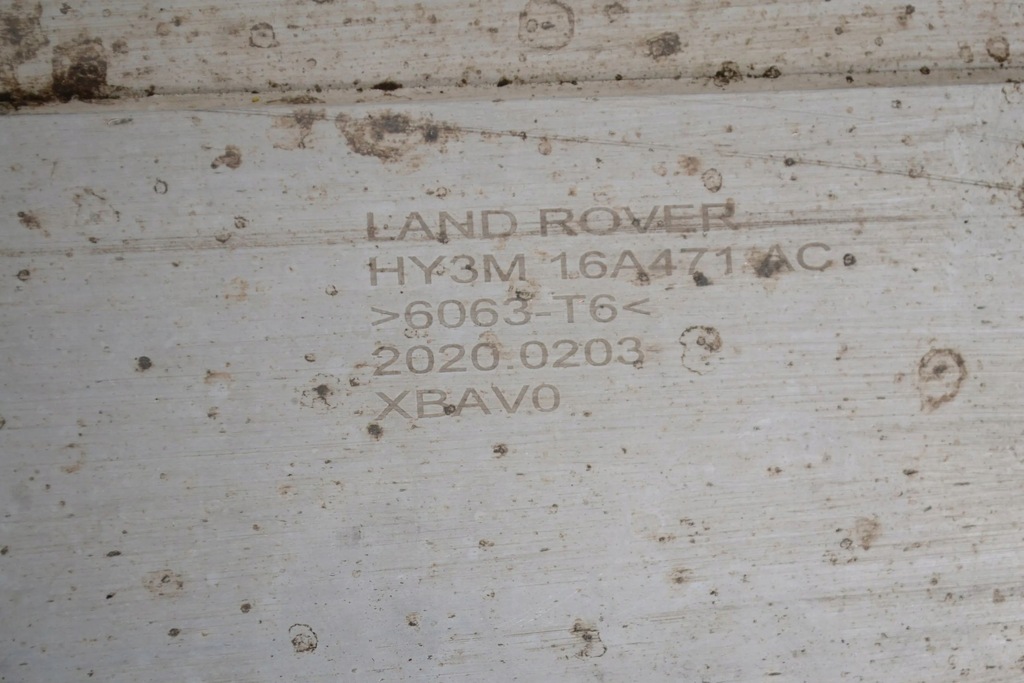 LAND ROVER
HY3M 16A471 AC
>6063-T6<
2020.0203
XBAV0